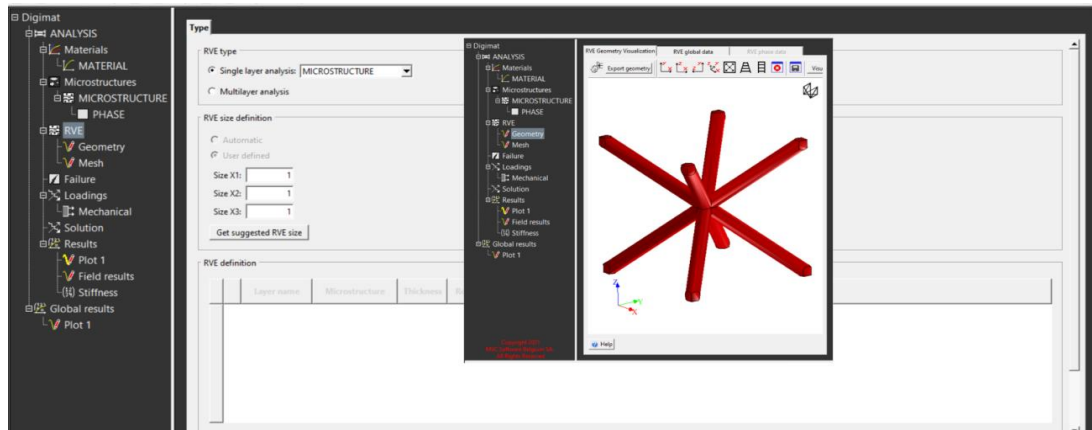 Digimat
ANALYSIS
Materials
MATERIAL
Microstructures
MICROSTRUCTURE
PHASE
RVE
Geometry
Mesh
Failure
Loadings
Mechanical
Solution
Results
Plot 1
Field results
Stiffness
Global results
Plot 1
Type
RVE type
Single layer analysis: MICROSTRUCTURE
Multilayer analysis
RVE size definition
Automatic
User defined
Size X1: 1
Size X2: 1
Size X3: 1
Get suggested RVE size
RVE definition
Layer name Microstructure Thickness
Digimat
ANALYSIS
Materials
MATERIAL
Microstructures
MICROSTRUCTURE
PHASE
RVE
Geometry
Mesh
Failure
Loadings
Mechanical
Solution
Results
Plot 1
Field results
Stiffness
Global results
Plot 1
RVE Geometry Visualization RVE global data RVE phase data
Export geometry
Z
Y
X
Help